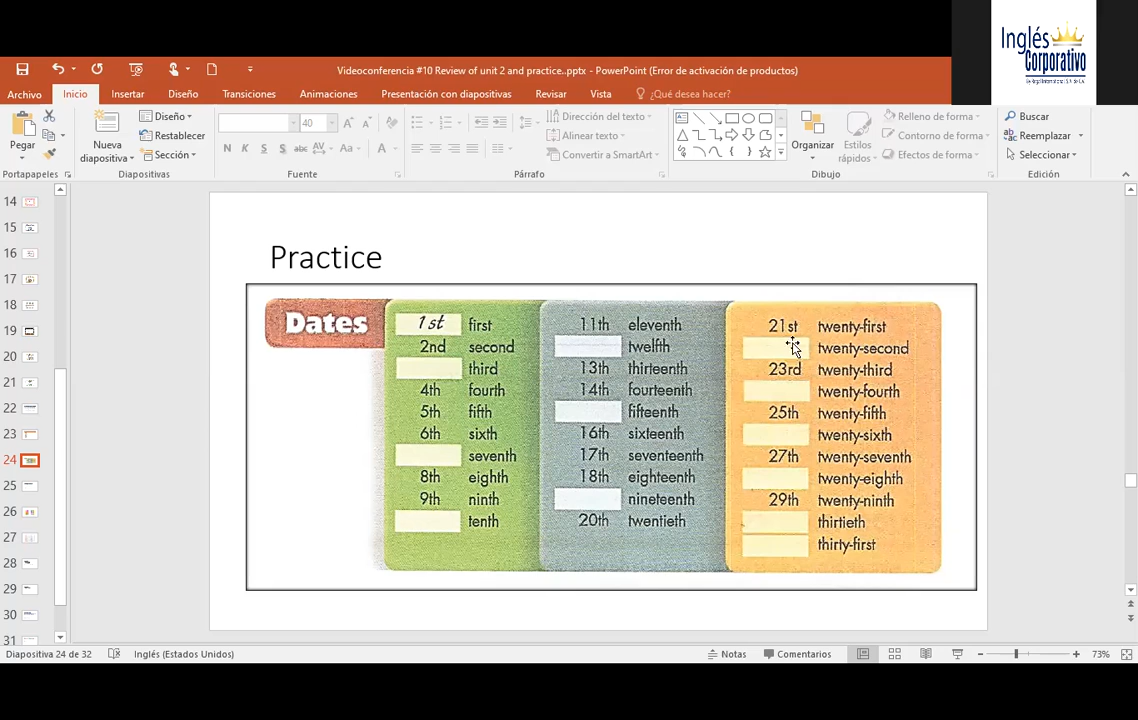 Inglés
Corporativo
Videoconferencia #10 Review of unit 2 and practice..pptx - PowerPoint (Error de activación de productos)
Archivo Inicio Insertar Diseño Transiciones Animaciones Presentación con diapositivas Revisar Vista ¿Qué desea hacer?
Pegar
Nueva diapositiva
Diseño
Restablecer
Sección
40
N K S S abc AV Aa A
Dirección del texto
Alinear texto
Convertir a SmartArt
Organizar
Estilos rápidos
Relleno de forma
Contorno de forma
Efectos de forma
Buscar
Reemplazar
Seleccionar
Portapapeles Diapositivas Fuente Párrafo Dibujo Edición
14
15
16
17
18
19
20
21
22
23
24
25
26
27
28
29
30
31
Practice
Dates
1st first
2nd second
third
4th fourth
5th fifth
6th sixth
seventh
8th eighth
9th ninth
tenth
11th eleventh
twelfth
13th thirteenth
14th fourteenth
fifteenth
16th sixteenth
17th seventeenth
18th eighteenth
nineteenth
20th twentieth
21st twenty-first
twenty-second
23rd twenty-third
twenty-fourth
25th twenty-fifth
twenty-sixth
27th twenty-seventh
twenty-eighth
29th twenty-ninth
thirtieth
thirty-first
Diapositiva 24 de 32 Inglés (Estados Unidos) Notas Comentarios 73%